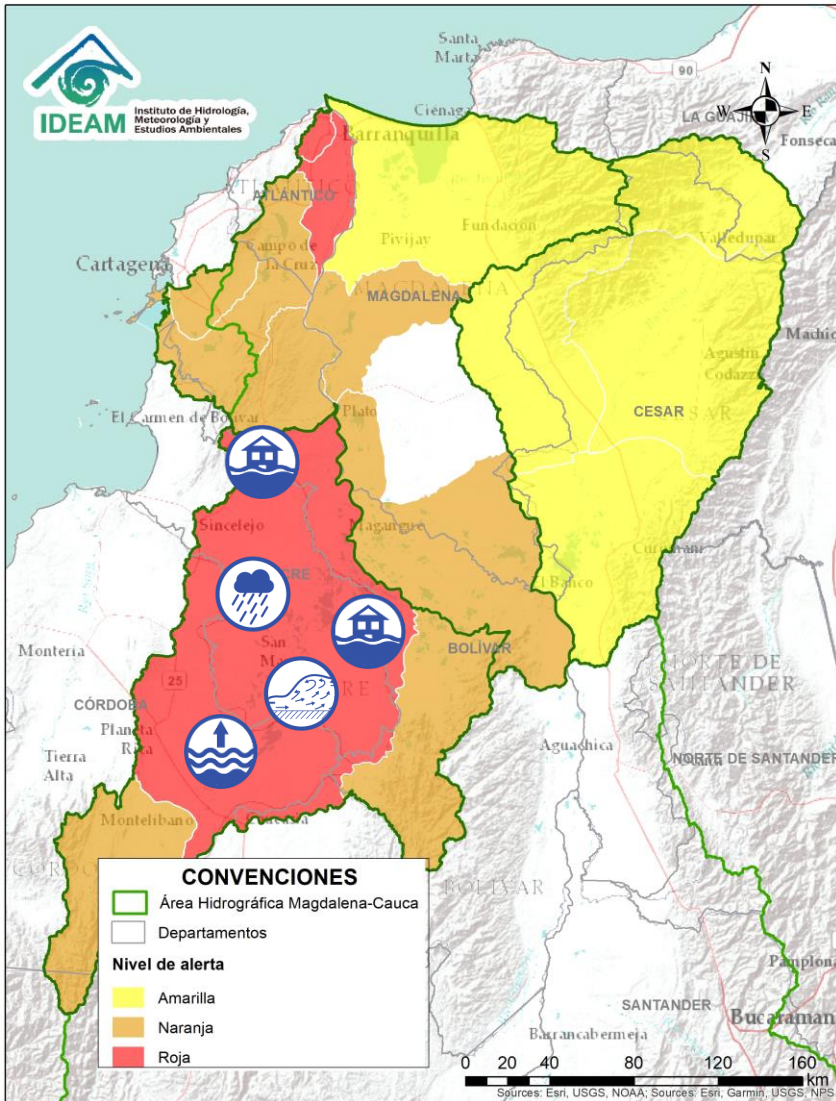 IDEAM
Instituto de Hidrología,
Meteorología y
Estudios Ambientales
Santa
Marta
90
N
W
E
S
LA GUAJI
Fonseca
Ciénaga
Barranquilla
ATLÁNTICO
Cartagena
Campo de
la Cruz
Pivijay
Fundación
Valledupar
MAGDALENA
Agustín
Codazzi
CESAR
El Carmen de Bolívar
Plato
Sincelejo
Magangué
Curumaní
El Banco
CRE
San
Ma
BOLÍVAR
Montería
25
CÓRDOBA
Planeta
Rica
Tierra
Alta
NORTE DE
SANTANDER
Aguachica
NORTE DE SANTANDER
Montelíbano
Caucasia
BOLÍVAR
CONVENCIONES
Área Hidrográfica Magdalena-Cauca
Departamentos
Nivel de alerta
Amarilla
Naranja
Roja
Pamplona
SANTANDER
Bucaraman
Barrancabermeja
0 20 40 80 120 160
km
Sources: Esri, USGS, NOAA; Sources: Esri, Garmin, USGS, NPS